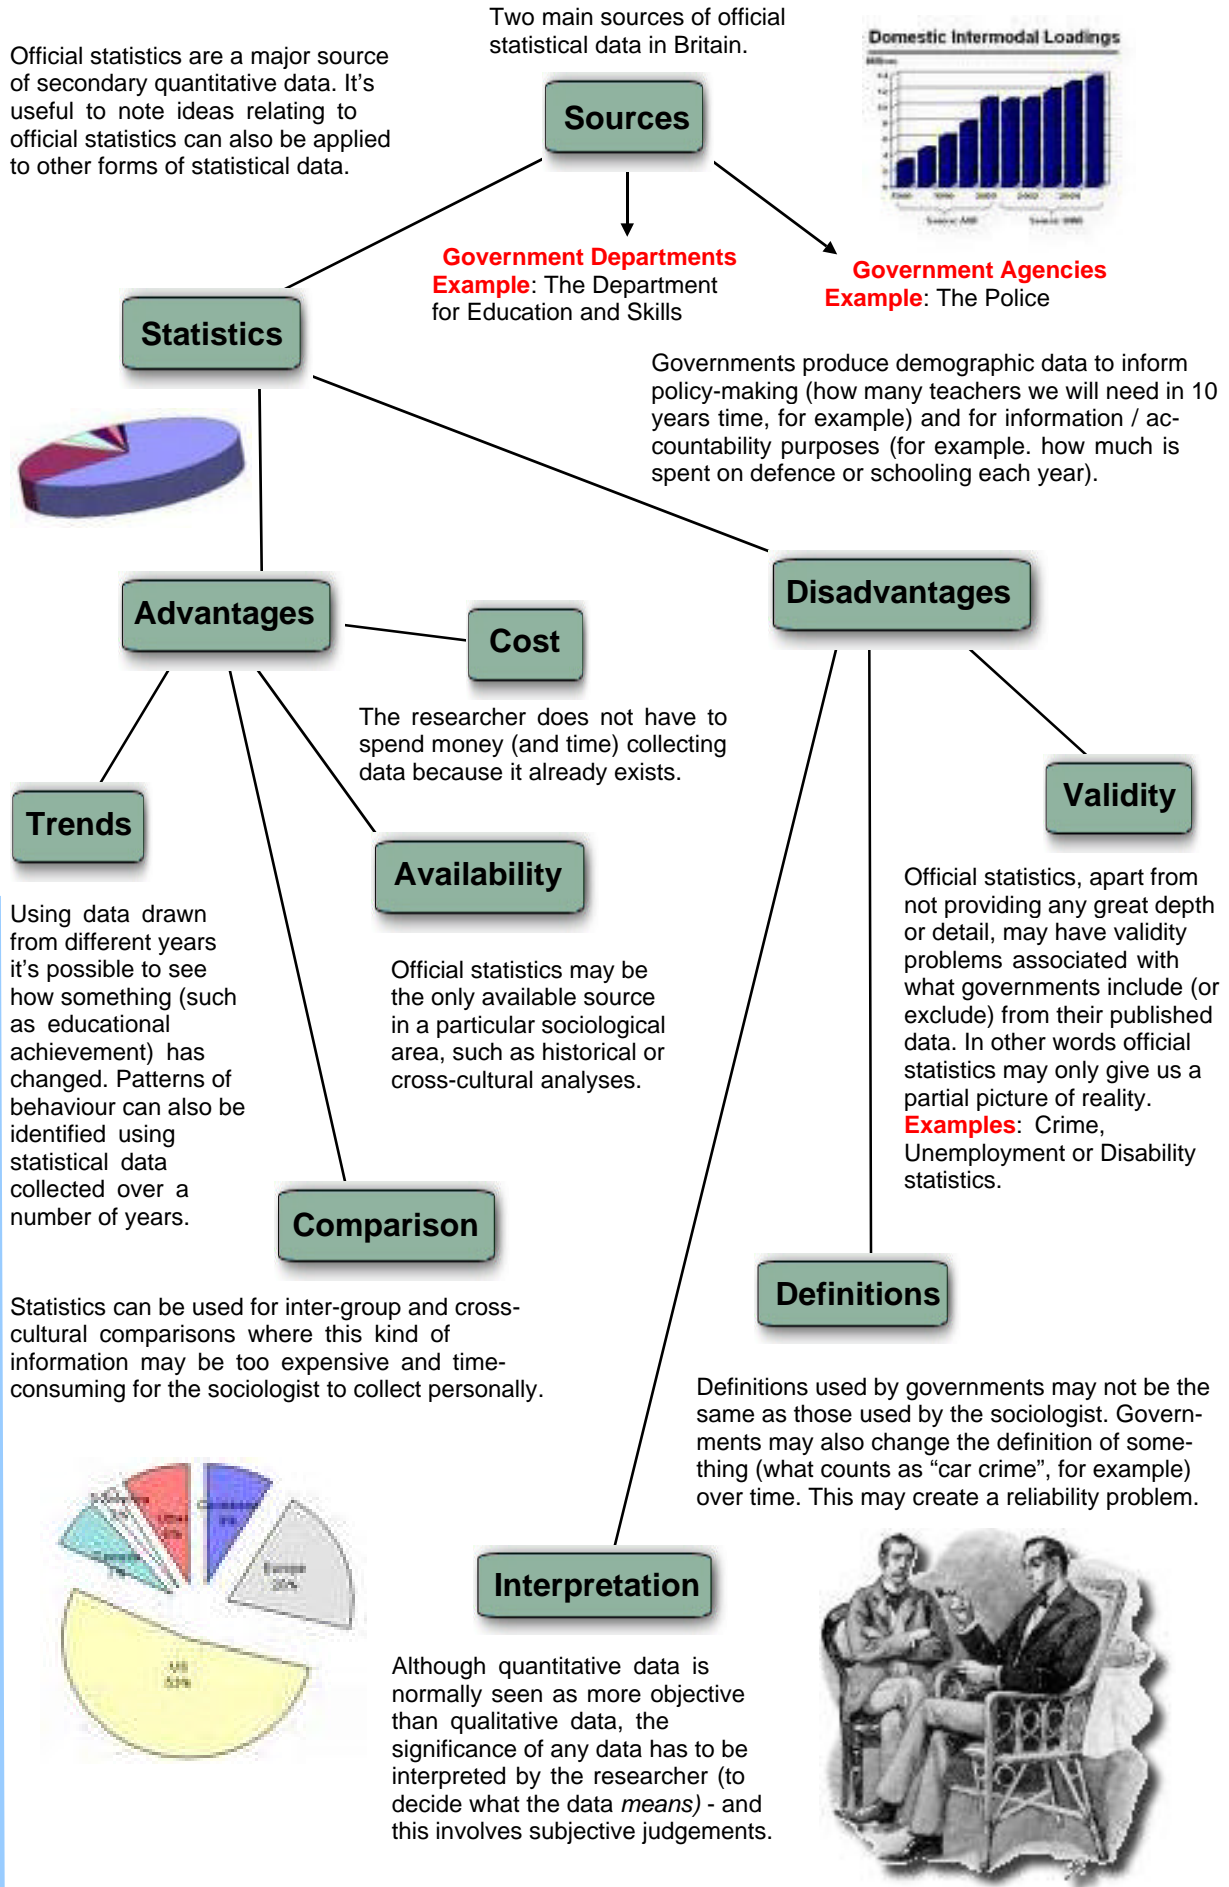 Two main sources of official
statistical data in Britain.
Official statistics are a major source
of secondary quantitative data. It's
useful to note ideas relating to
official statistics can also be applied
to other forms of statistical data.
Domestic Intermodal Loadings
Sources
Government Departments
Example: The Department
for Education and Skills
Government Agencies
Example: The Police
Statistics
Governments produce demographic data to inform
policy-making (how many teachers we will need in 10
years time, for example) and for information / ac-
countability purposes (for example. how much is
spent on defence or schooling each year).
Advantages
Disadvantages
Cost
The researcher does not have to
spend money (and time) collecting
data because it already exists.
Trends
Using data drawn
from different years
it's possible to see
how something (such
as educational
achievement) has
changed. Patterns of
behaviour can also be
identified using
statistical data
collected over a
number of years.
Availability
Official statistics may be
the only available source
in a particular sociological
area, such as historical or
cross-cultural analyses.
Validity
Official statistics, apart from
not providing any great depth
or detail, may have validity
problems associated with
what governments include (or
exclude) from their published
data. In other words official
statistics may only give us a
partial picture of reality.
Examples: Crime,
Unemployment or Disability
statistics.
Comparison
Statistics can be used for inter-group and cross-
cultural comparisons where this kind of
information may be too expensive and time-
consuming for the sociologist to collect personally.
Definitions
Definitions used by governments may not be the
same as those used by the sociologist. Govern-
ments may also change the definition of some-
thing (what counts as “car crime”, for example)
over time. This may create a reliability problem.
Other
Europe
US
Interpretation
Although quantitative data is
normally seen as more objective
than qualitative data, the
significance of any data has to be
interpreted by the researcher (to
decide what the data means) - and
this involves subjective judgements.